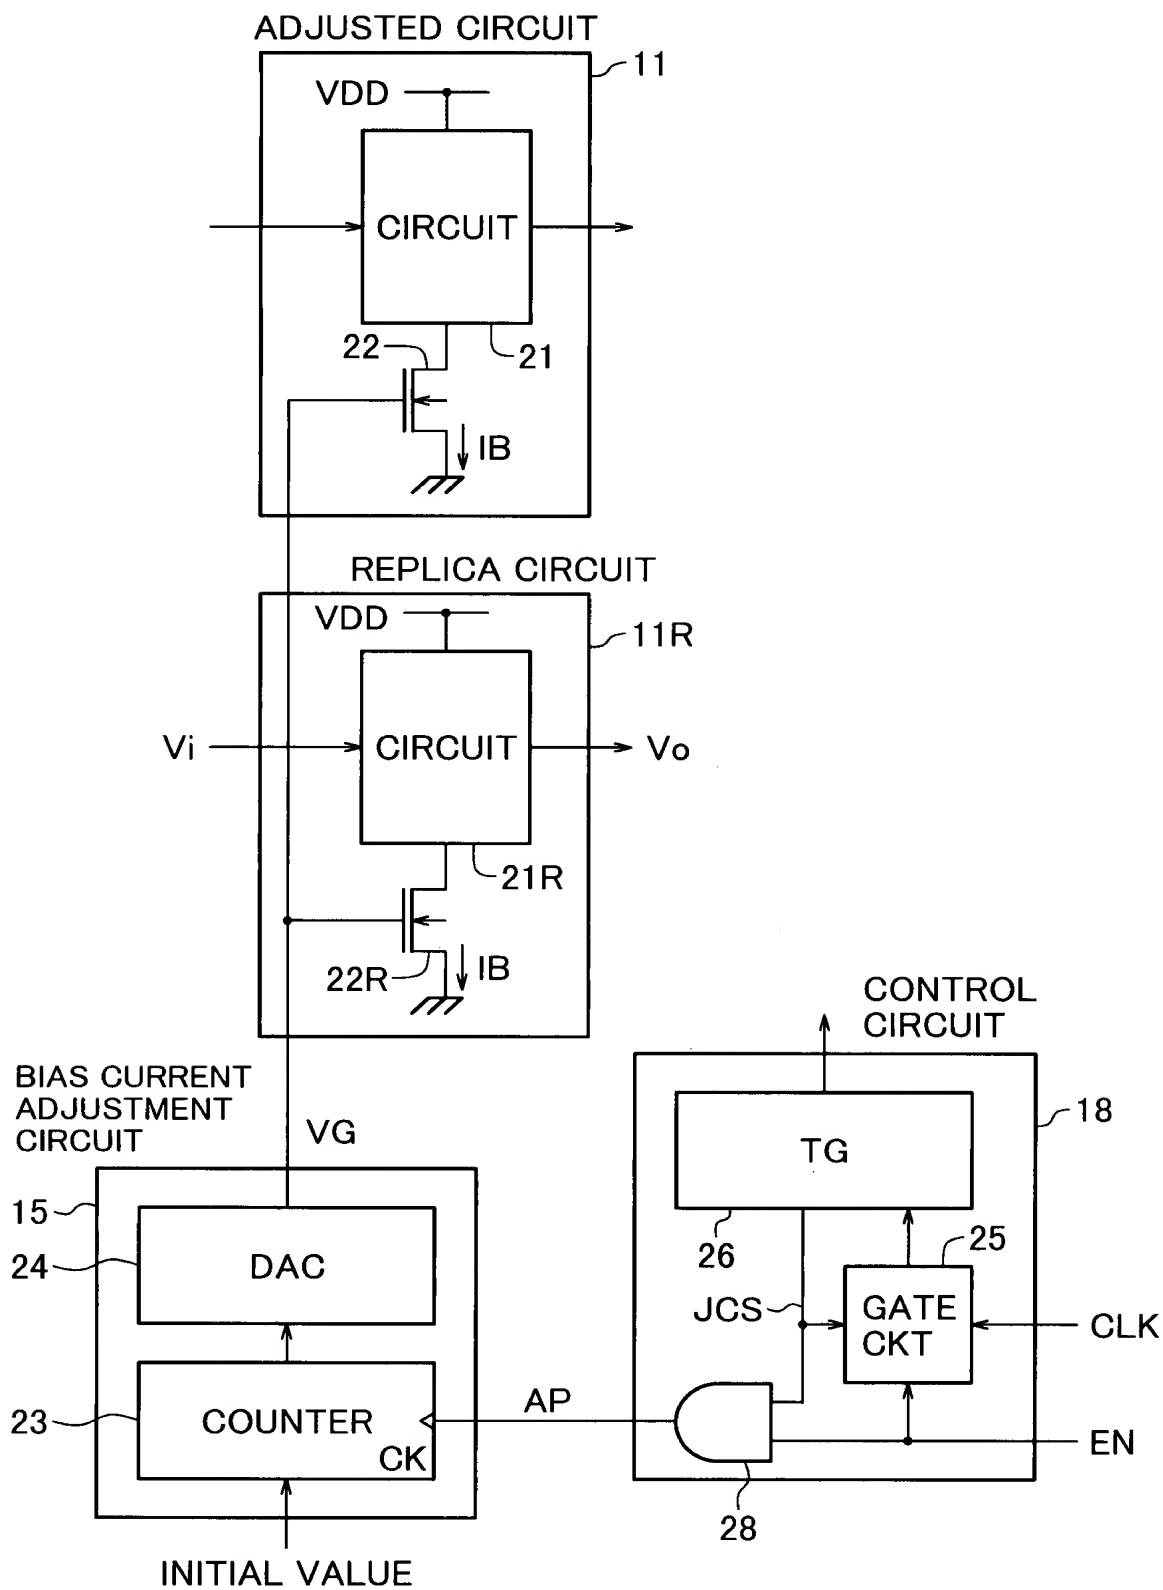 ADJUSTED CIRCUIT
11
VDD
CIRCUIT
22
21
IB
REPLICA CIRCUIT
VDD
11R
Vi
CIRCUIT
Vo
21R
22R
IB
CONTROL
CIRCUIT
BIAS CURRENT
ADJUSTMENT
CIRCUIT
VG
18
TG
15
24
DAC
26
25
JCS
GATE
CKT
CLK
23
COUNTER
CK
AP
EN
28
INITIAL VALUE